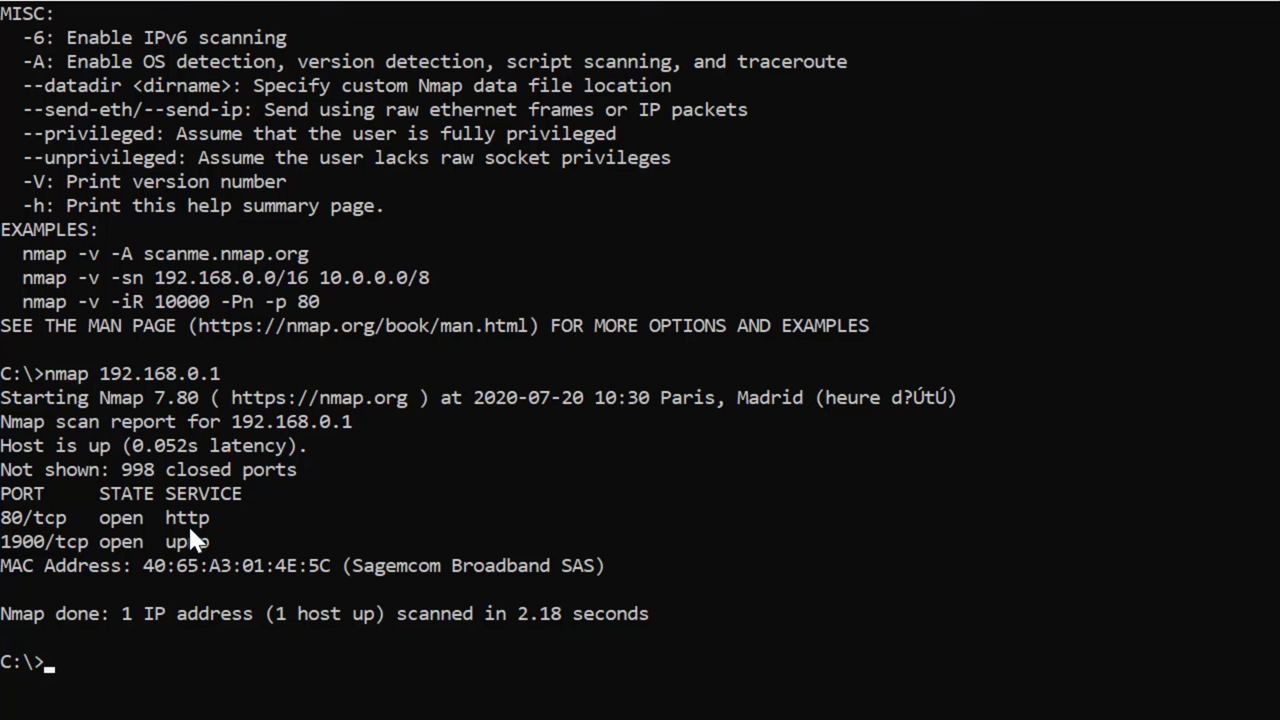 MISC:
  -6: Enable IPv6 scanning
  -A: Enable OS detection, version detection, script scanning, and traceroute
  --datadir <dirname>: Specify custom Nmap data file location
  --send-eth/--send-ip: Send using raw ethernet frames or IP packets
  --privileged: Assume that the user is fully privileged
  --unprivileged: Assume the user lacks raw socket privileges
  -V: Print version number
  -h: Print this help summary page.
EXAMPLES:
  nmap -v -A scanme.nmap.org
  nmap -v -sn 192.168.0.0/16 10.0.0.0/8
  nmap -v -iR 10000 -Pn -p 80
SEE THE MAN PAGE (https://nmap.org/book/man.html) FOR MORE OPTIONS AND EXAMPLES
C:\>nmap 192.168.0.1
Starting Nmap 7.80 ( https://nmap.org ) at 2020-07-20 10:30 Paris, Madrid (heure d?ÚtÚ)
Nmap scan report for 192.168.0.1
Host is up (0.052s latency).
Not shown: 998 closed ports
PORT     STATE SERVICE
80/tcp   open  http
1900/tcp open
MAC Address: 40:65:A3:01:4E:5C (Sagemcom Broadband SAS)
Nmap done: 1 IP address (1 host up) scanned in 2.18 seconds
C:\>